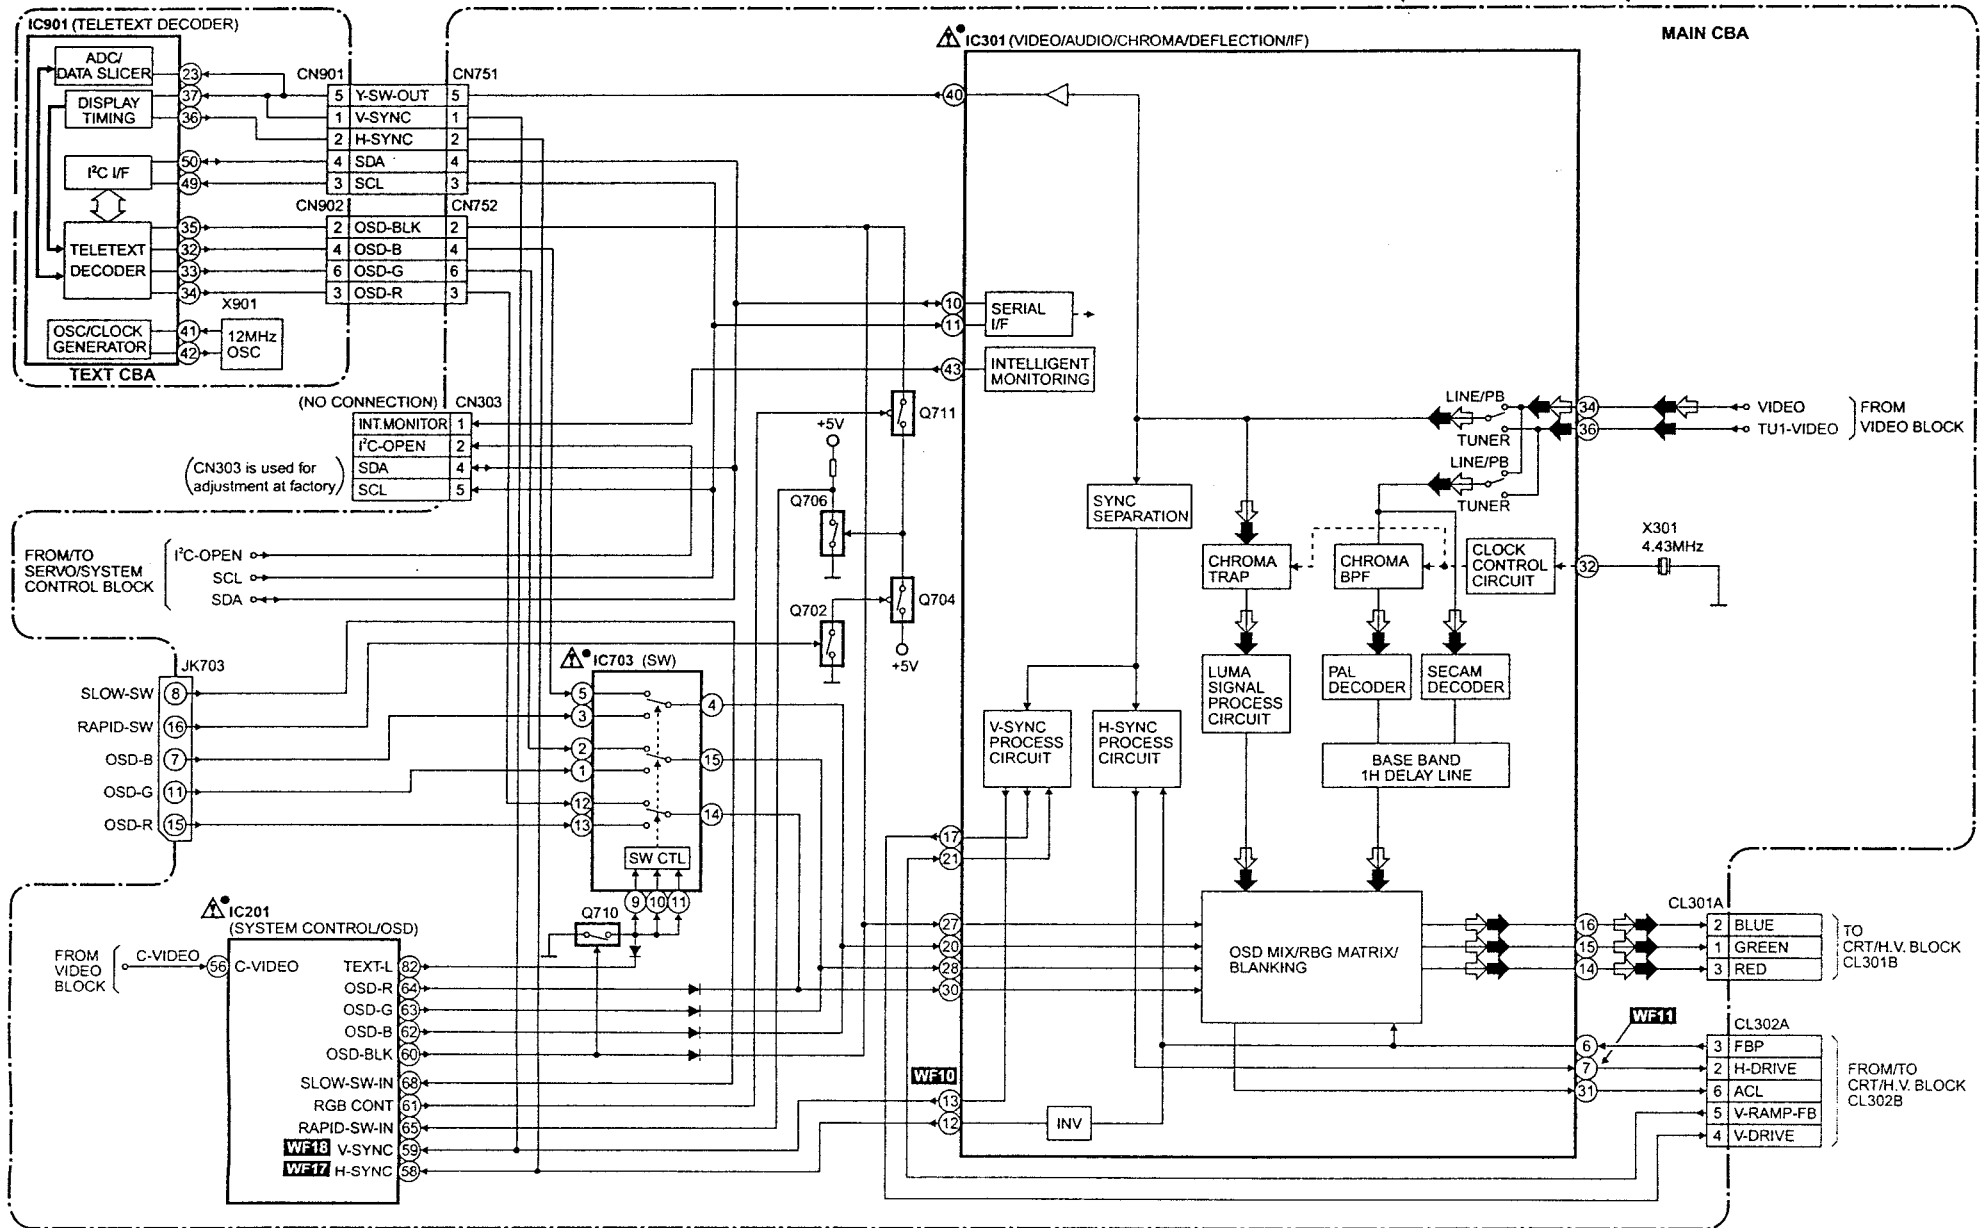 MAIN CBA
IC901 (TELETEXT DECODER)
ADC/
DATA SLICER
DISPLAY
TIMING
I²C I/F
TELETEXT
DECODER
OSC/CLOCK
GENERATOR
23
37
36
50
49
35
32
33
34
41
42
X901
12MHz
OSC
TEXT CBA
CN901 CN751
5 Y-SW-OUT 5
1 V-SYNC 1
2 H-SYNC 2
4 SDA 4
3 SCL 3
CN902 CN752
2 OSD-BLK 2
4 OSD-B 4
6 OSD-G 6
3 OSD-R 3
(NO CONNECTION) CN303
INT.MONITOR 1
I²C-OPEN 2
SDA 4
SCL 5
(CN303 is used for
adjustment at factory)
FROM/TO
SERVO/SYSTEM
CONTROL BLOCK
I²C-OPEN
SCL
SDA
JK703
SLOW-SW 8
RAPID-SW 16
OSD-B 7
OSD-G 11
OSD-R 15
+5V
Q711
Q706
Q704
Q702
+5V
IC703 (SW)
5
3
2
1
12
13
4
15
14
SW CTL
9 10 11
Q710
IC201
(SYSTEM CONTROL/OSD)
FROM
VIDEO
BLOCK
C-VIDEO 56 C-VIDEO
TEXT-L 82
OSD-R 64
OSD-G 63
OSD-B 62
OSD-BLK 60
SLOW-SW-IN 68
RGB CONT 61
RAPID-SW-IN 65
WF18 V-SYNC 59
WF17 H-SYNC 58
IC301 (VIDEO/AUDIO/CHROMA/DEFLECTION/IF)
40
10
11
SERIAL
I/F
43
INTELLIGENT
MONITORING
LINE/PB
TUNER
LINE/PB
TUNER
34
36
VIDEO
TU1-VIDEO
FROM
VIDEO BLOCK
SYNC
SEPARATION
CHROMA
TRAP
CHROMA
BPF
CLOCK
CONTROL
CIRCUIT
32
X301
4.43MHz
LUMA
SIGNAL
PROCESS
CIRCUIT
PAL
DECODER
SECAM
DECODER
V-SYNC
PROCESS
CIRCUIT
H-SYNC
PROCESS
CIRCUIT
BASE BAND
1H DELAY LINE
17
21
27
20
28
30
OSD MIX/RBG MATRIX/
BLANKING
WF10
13
12
INV
16
15
14
CL301A
2 BLUE
1 GREEN
3 RED
TO
CRT/H.V. BLOCK
CL301B
WF11
6
7
31
CL302A
3 FBP
2 H-DRIVE
6 ACL
5 V-RAMP-FB
4 V-DRIVE
FROM/TO
CRT/H.V. BLOCK
CL302B